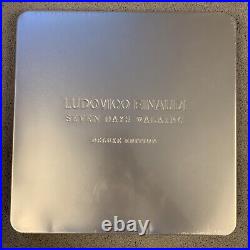 LUDOVICO EINAUDI
SEVEN DAYS WALKING
DELUXE EDITION